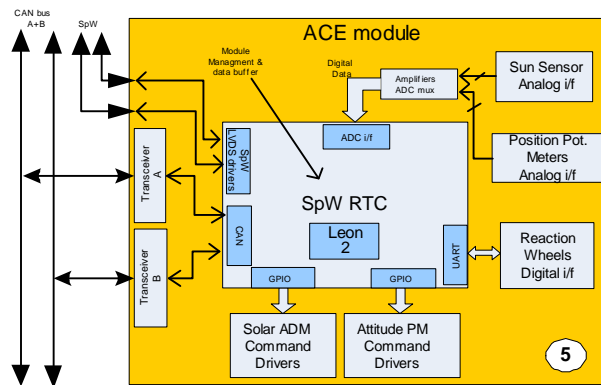 CAN bus
A+B
SpW
ACE module
Module
Managment &
data buffer
Digital
Data
Amplifiers
ADC mux
Sun Sensor
Analog i/f
Position Pot.
Meters
Analog i/f
ADC i/f
SpW
LVDS drivers
SpW RTC
Leon
2
Transceiver
A
CAN
UART
Reaction
Wheels
Digital i/f
Transceiver
B
GPIO
GPIO
Solar ADM
Command
Drivers
Attitude PM
Command
Drivers
5